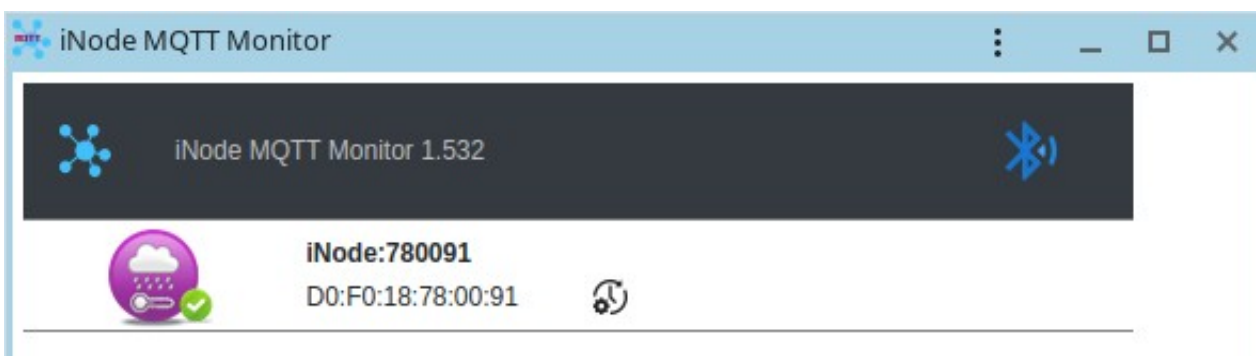 iNode MQTT Monitor
iNode MQTT Monitor 1.532
iNode:780091
D0:F0:18:78:00:91